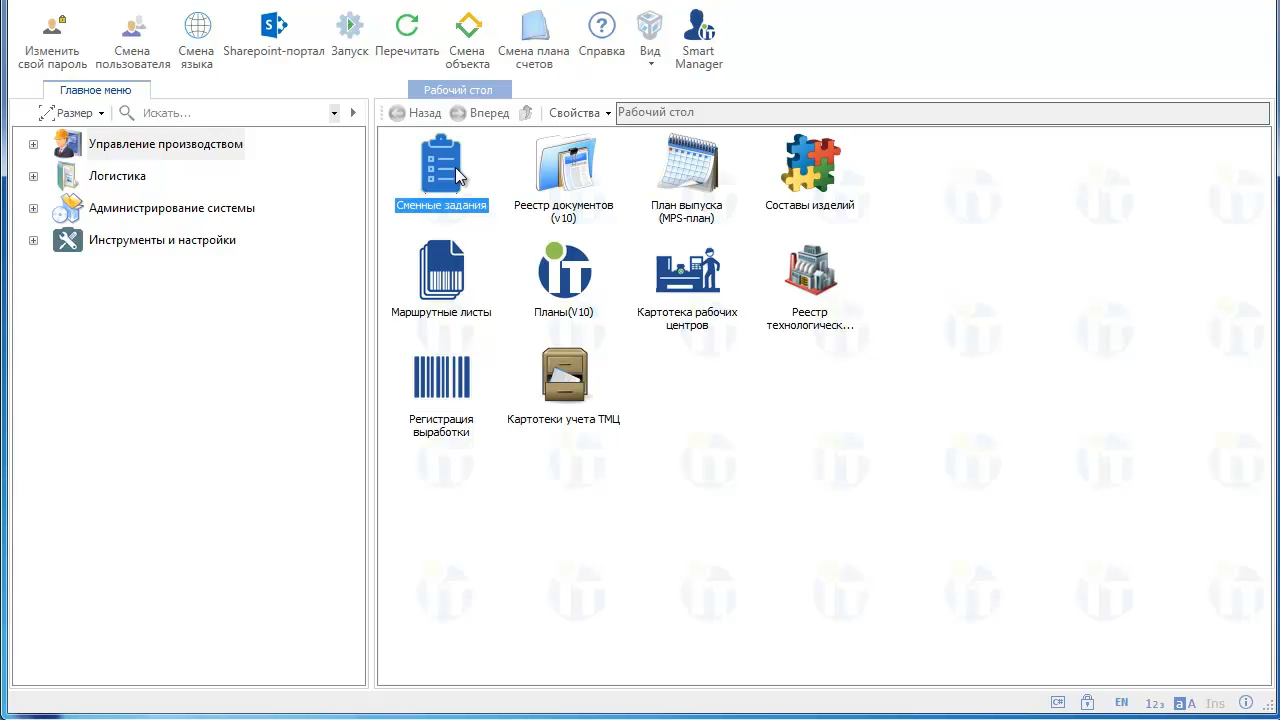 Изменить
свой пароль
Смена
пользователя
Смена
языка
Sharepoint-портал
Запуск
Перечитать
Смена
объекта
Смена плана
счетов
Справка
Вид
Smart
Manager
Главное меню
Рабочий стол
Размер
Искать...
Назад
Вперед
Свойства
Рабочий стол
Управление производством
Логистика
Администрирование системы
Инструменты и настройки
Сменные задания
Реестр документов
(v10)
План выпуска
(MPS-план)
Составы изделий
Маршрутные листы
Планы(V10)
Картотека рабочих
центров
Реестр
технологическ...
Регистрация
выработки
Картотеки учета ТМЦ
C# EN 123 aA Ins